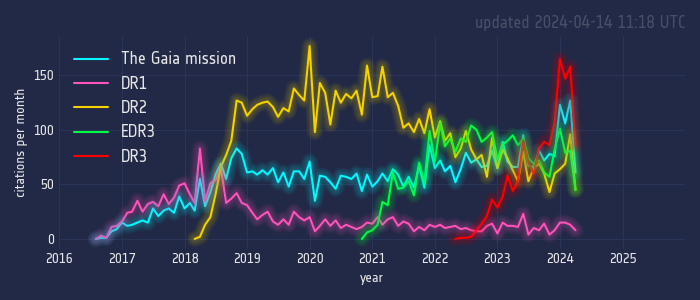 updated 2024-04-14 11:18 UTC
The Gaia mission
DR1
DR2
EDR3
DR3
citations per month
150
100
50
0
2016 2017 2018 2019 2020 2021 2022 2023 2024 2025
year